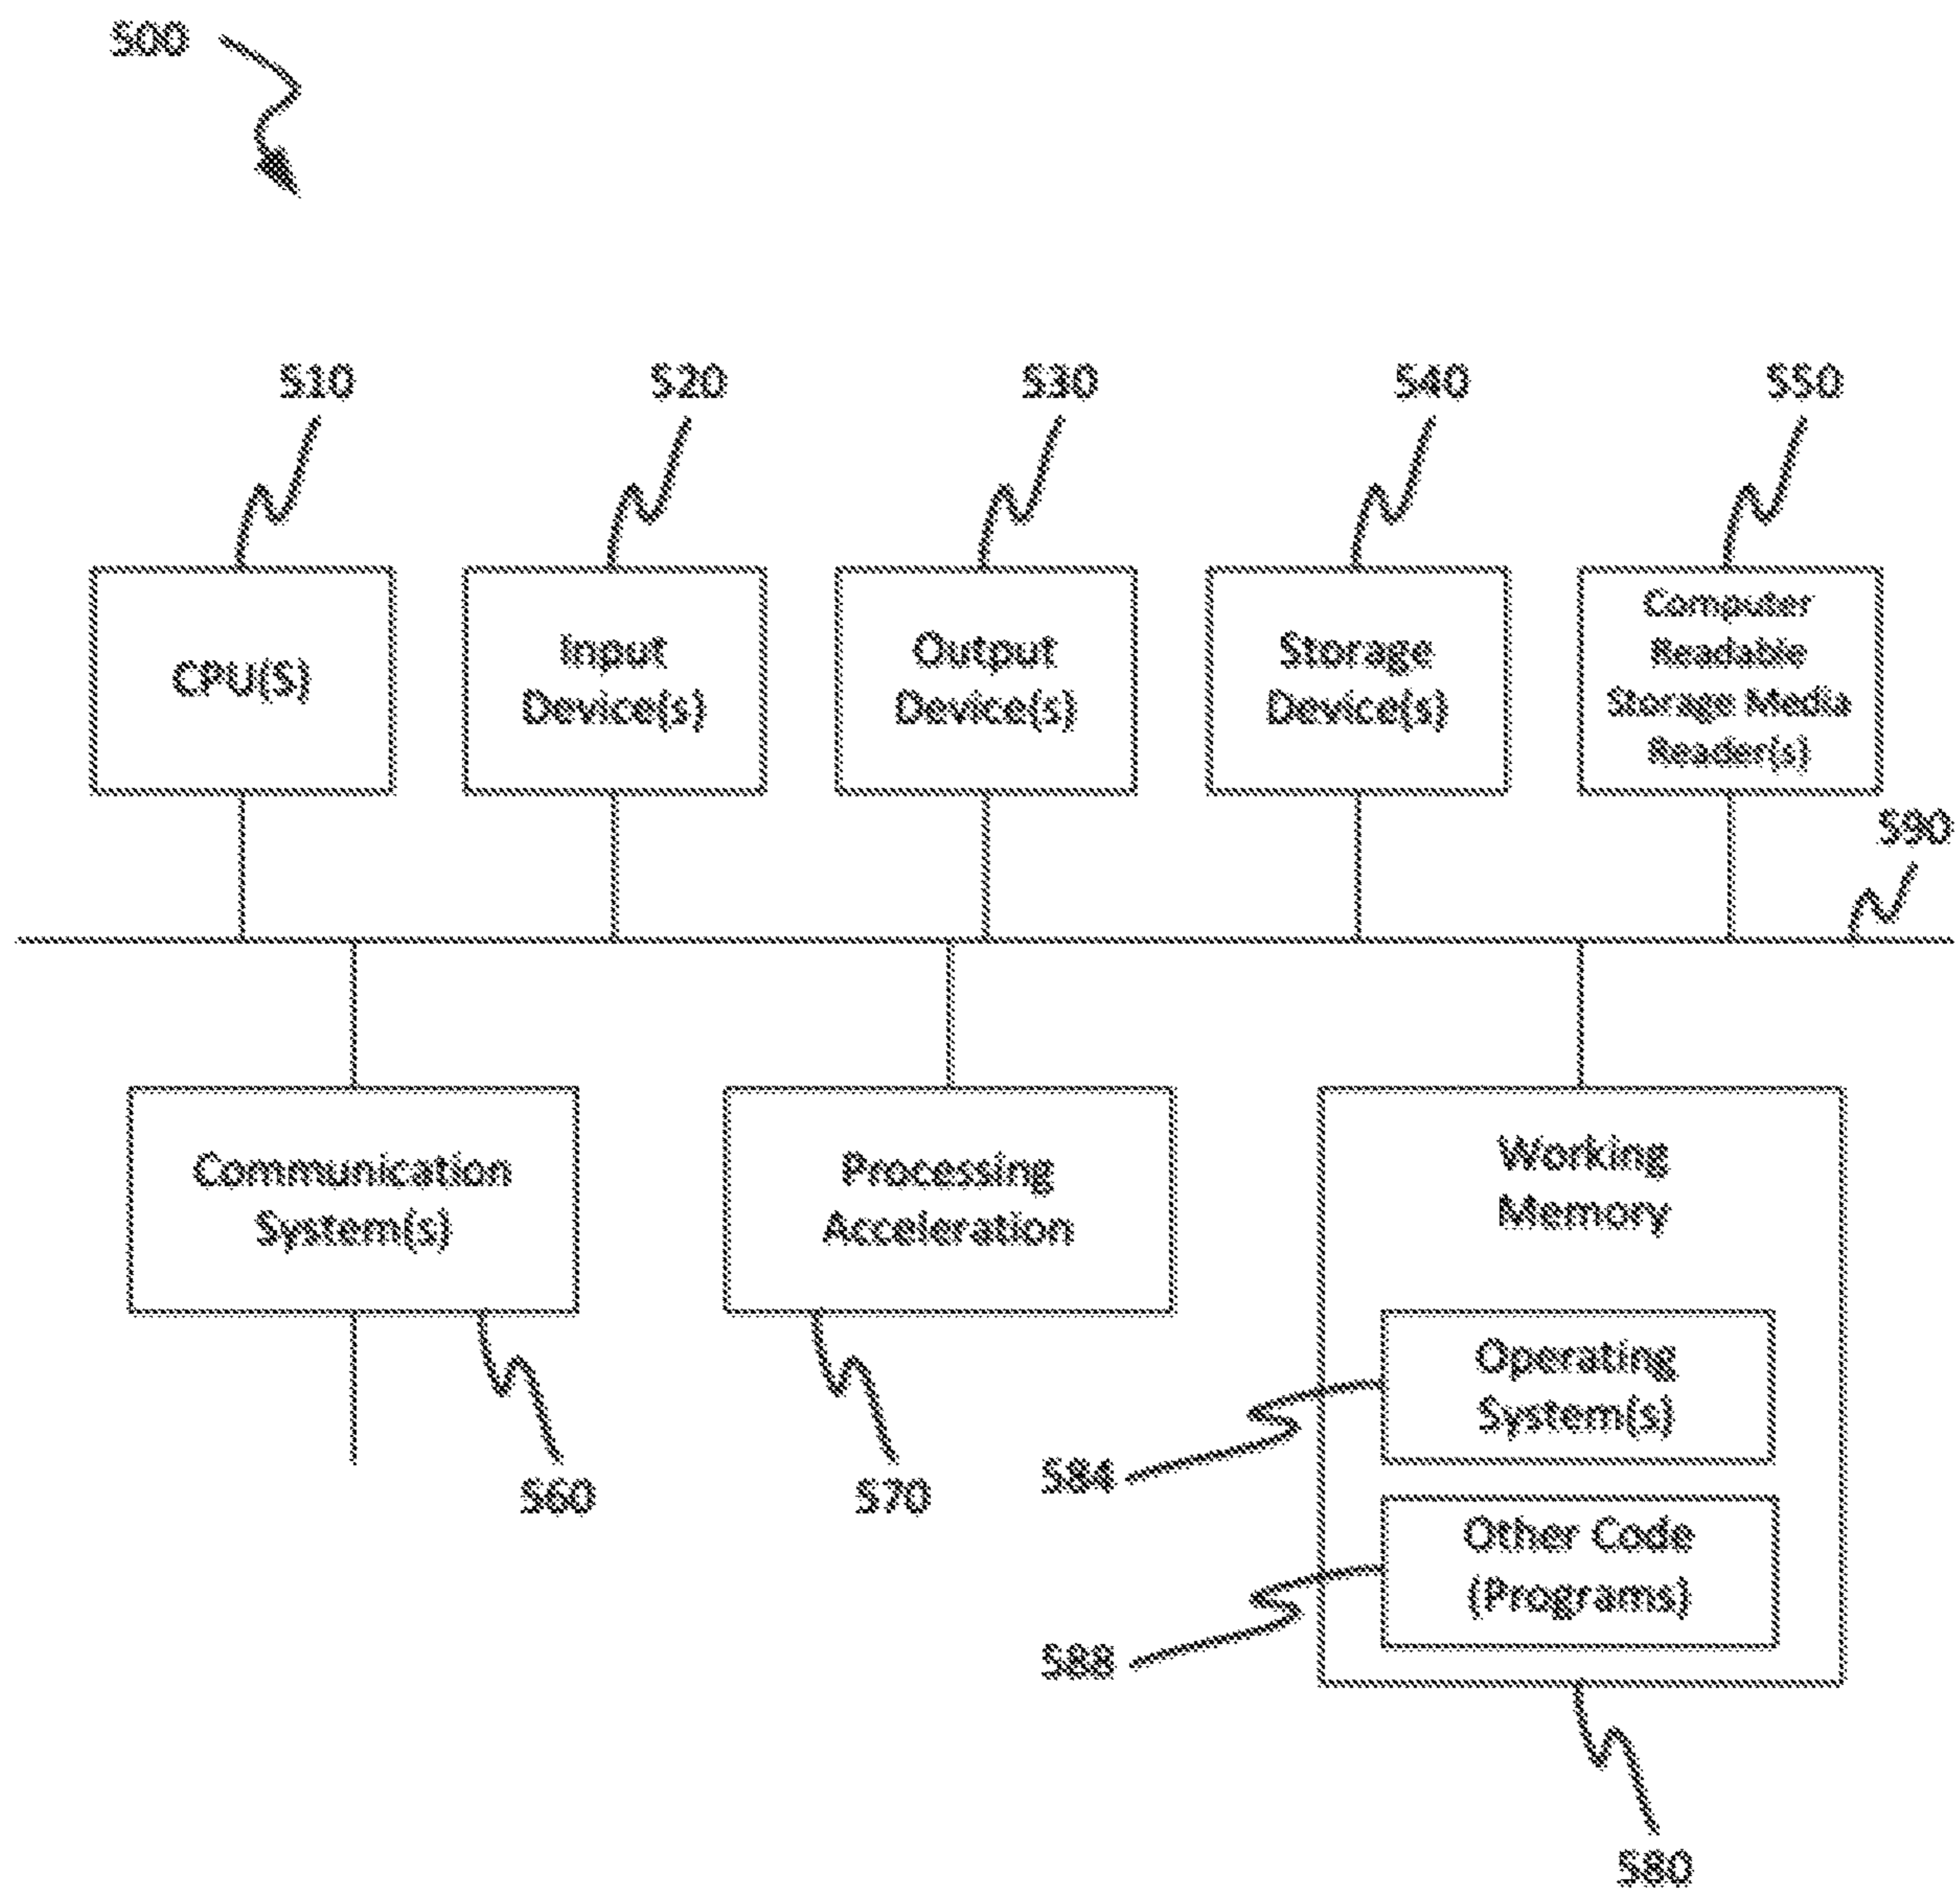 500
510
520
530
540
550
CPU(S)
Input
Device(s)
Output
Device(s)
Storage
Device(s)
Computer
Readable
Storage Media
Reader(s)
590
Communication
System(s)
Processing
Acceleration
Working
Memory
Operating
System(s)
Other Code
(Programs)
560
570
584
588
580